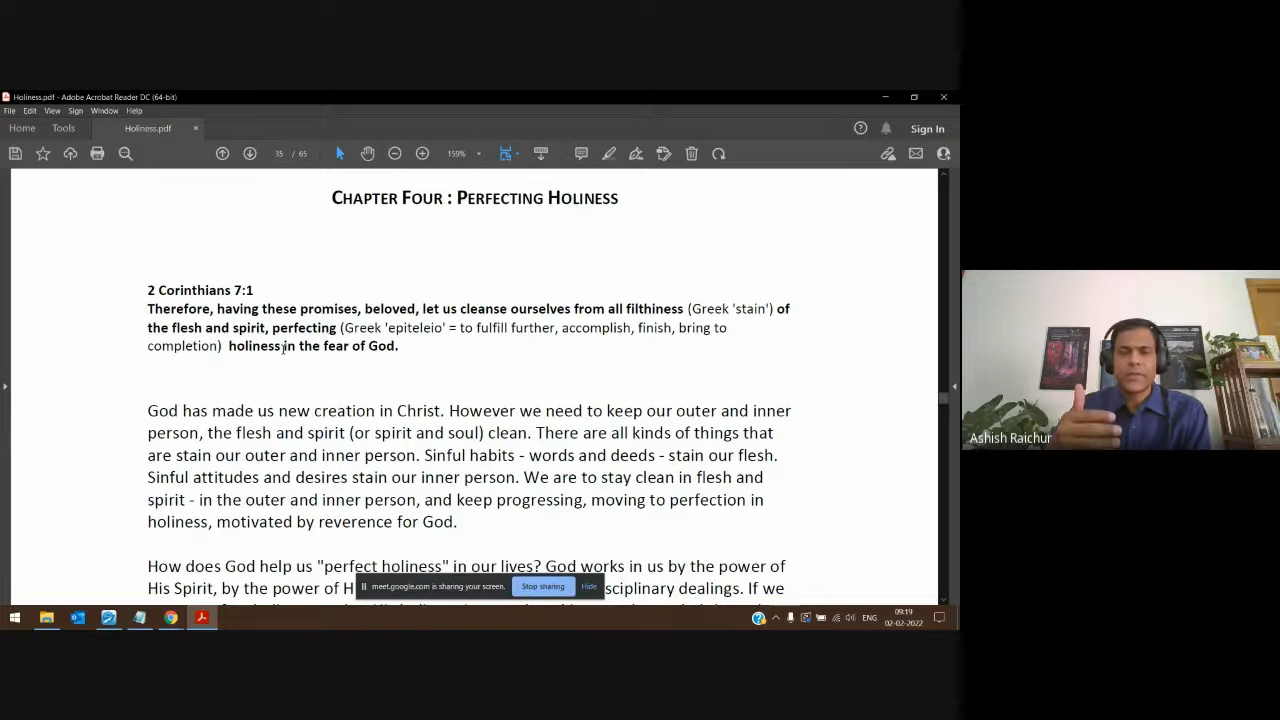 Holiness.pdf - Adobe Acrobat Reader DC (64-bit)
File Edit View Sign Window Help
Home Tools Holiness.pdf × Sign In
35 / 65 159%
CHAPTER FOUR : PERFECTING HOLINESS
2 Corinthians 7:1
Therefore, having these promises, beloved, let us cleanse ourselves from all filthiness (Greek 'stain') of
the flesh and spirit, perfecting (Greek 'epiteleio' = to fulfill further, accomplish, finish, bring to
completion) holiness in the fear of God.
God has made us new creation in Christ. However we need to keep our outer and inner
person, the flesh and spirit (or spirit and soul) clean. There are all kinds of things that
are stain our outer and inner person. Sinful habits - words and deeds - stain our flesh.
Sinful attitudes and desires stain our inner person. We are to stay clean in flesh and
spirit - in the outer and inner person, and keep progressing, moving to perfection in
holiness, motivated by reverence for God.
How does God help us "perfect holiness" in our lives? God works in us by the power of
His Spirit, by the power of H
sciplinary dealings. If we
meet.google.com is sharing your screen. Stop sharing Hide
ENG
09:19
02-02-2022
Ashish Raichur